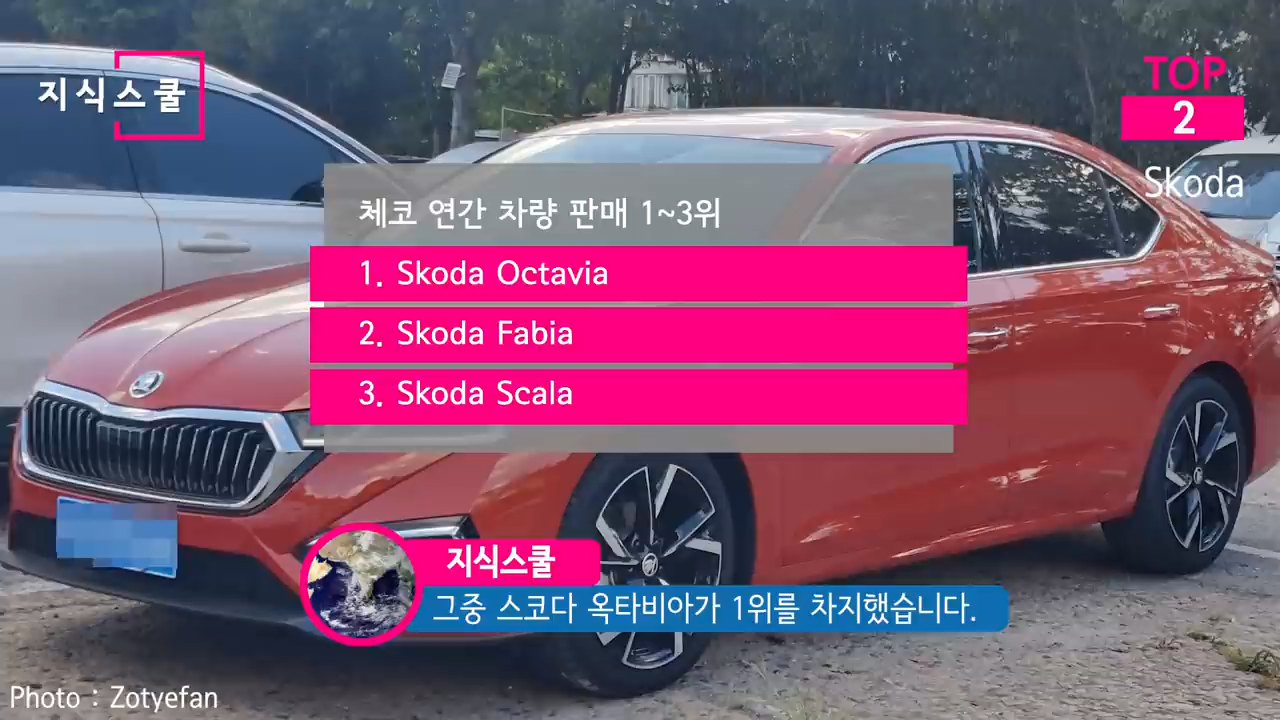 지식스쿨
TOP
2
Skoda
체코 연간 차량 판매 1~3위
1. Skoda Octavia
2. Skoda Fabia
3. Skoda Scala
지식스쿨
그중 스코다 옥타비아가 1위를 차지했습니다.
Photo : Zotyefan